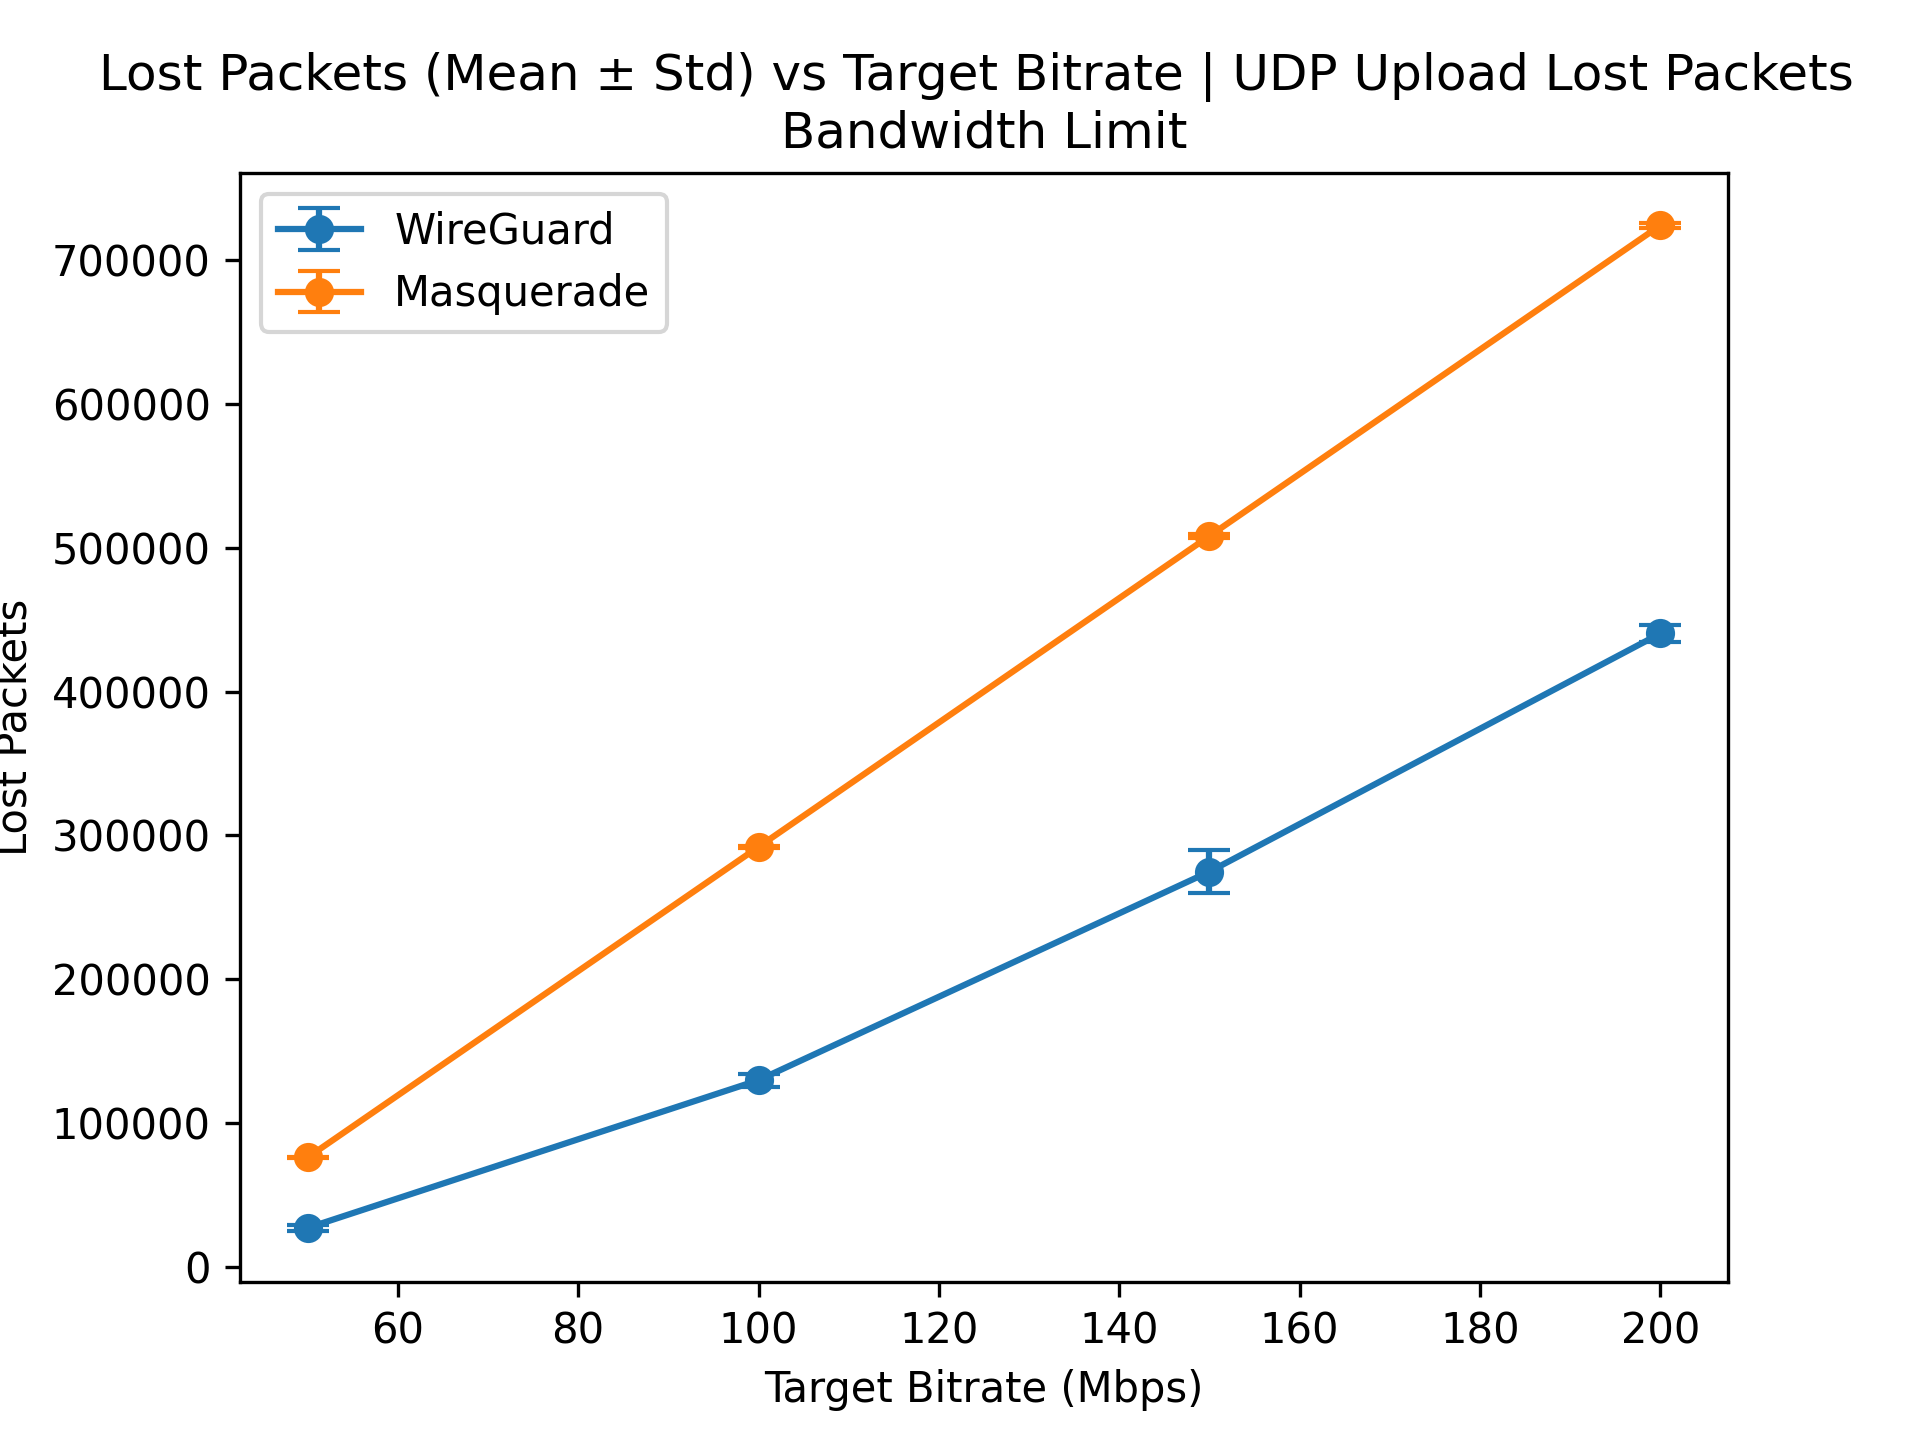 Lost Packets (Mean ± Std) vs Target Bitrate | UDP Upload Lost Packets
Bandwidth Limit
WireGuard
Masquerade
700000
600000
500000
400000
300000
200000
100000
0
Lost Packets
60 80 100 120 140 160 180 200
Target Bitrate (Mbps)